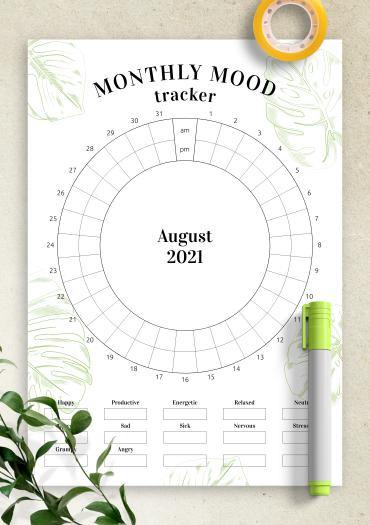 MONTHLY MOOD
tracker
31 am 1
30 pm 2
29 3
28 4
27 5
26 6
25 7
24 8
23 9
22 10
21 11
20 12
19 13
18 14
17 15
16
August
2021
Happy Productive Energetic Relaxed
Sad Sick Nervous
Angry